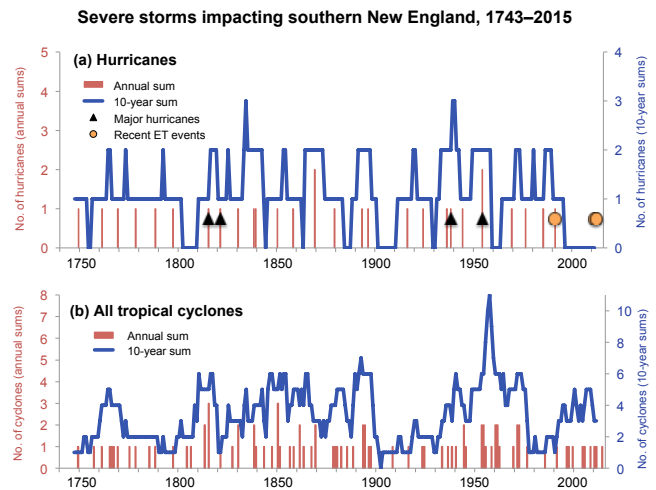 Severe storms impacting southern New England, 1743–2015
(a) Hurricanes
Annual sum
10-year sum
Major hurricanes
Recent ET events
No. of hurricanes (annual sums)
5
4
3
2
1
0
No. of hurricanes (10-year sums)
4
3
2
1
0
1750
1800
1850
1900
1950
2000
(b) All tropical cyclones
Annual sum
10-year sum
No. of cyclones (annual sums)
8
7
6
5
4
3
2
1
0
No. of cyclones (10-year sums)
10
8
6
4
2
0
1750
1800
1850
1900
1950
2000